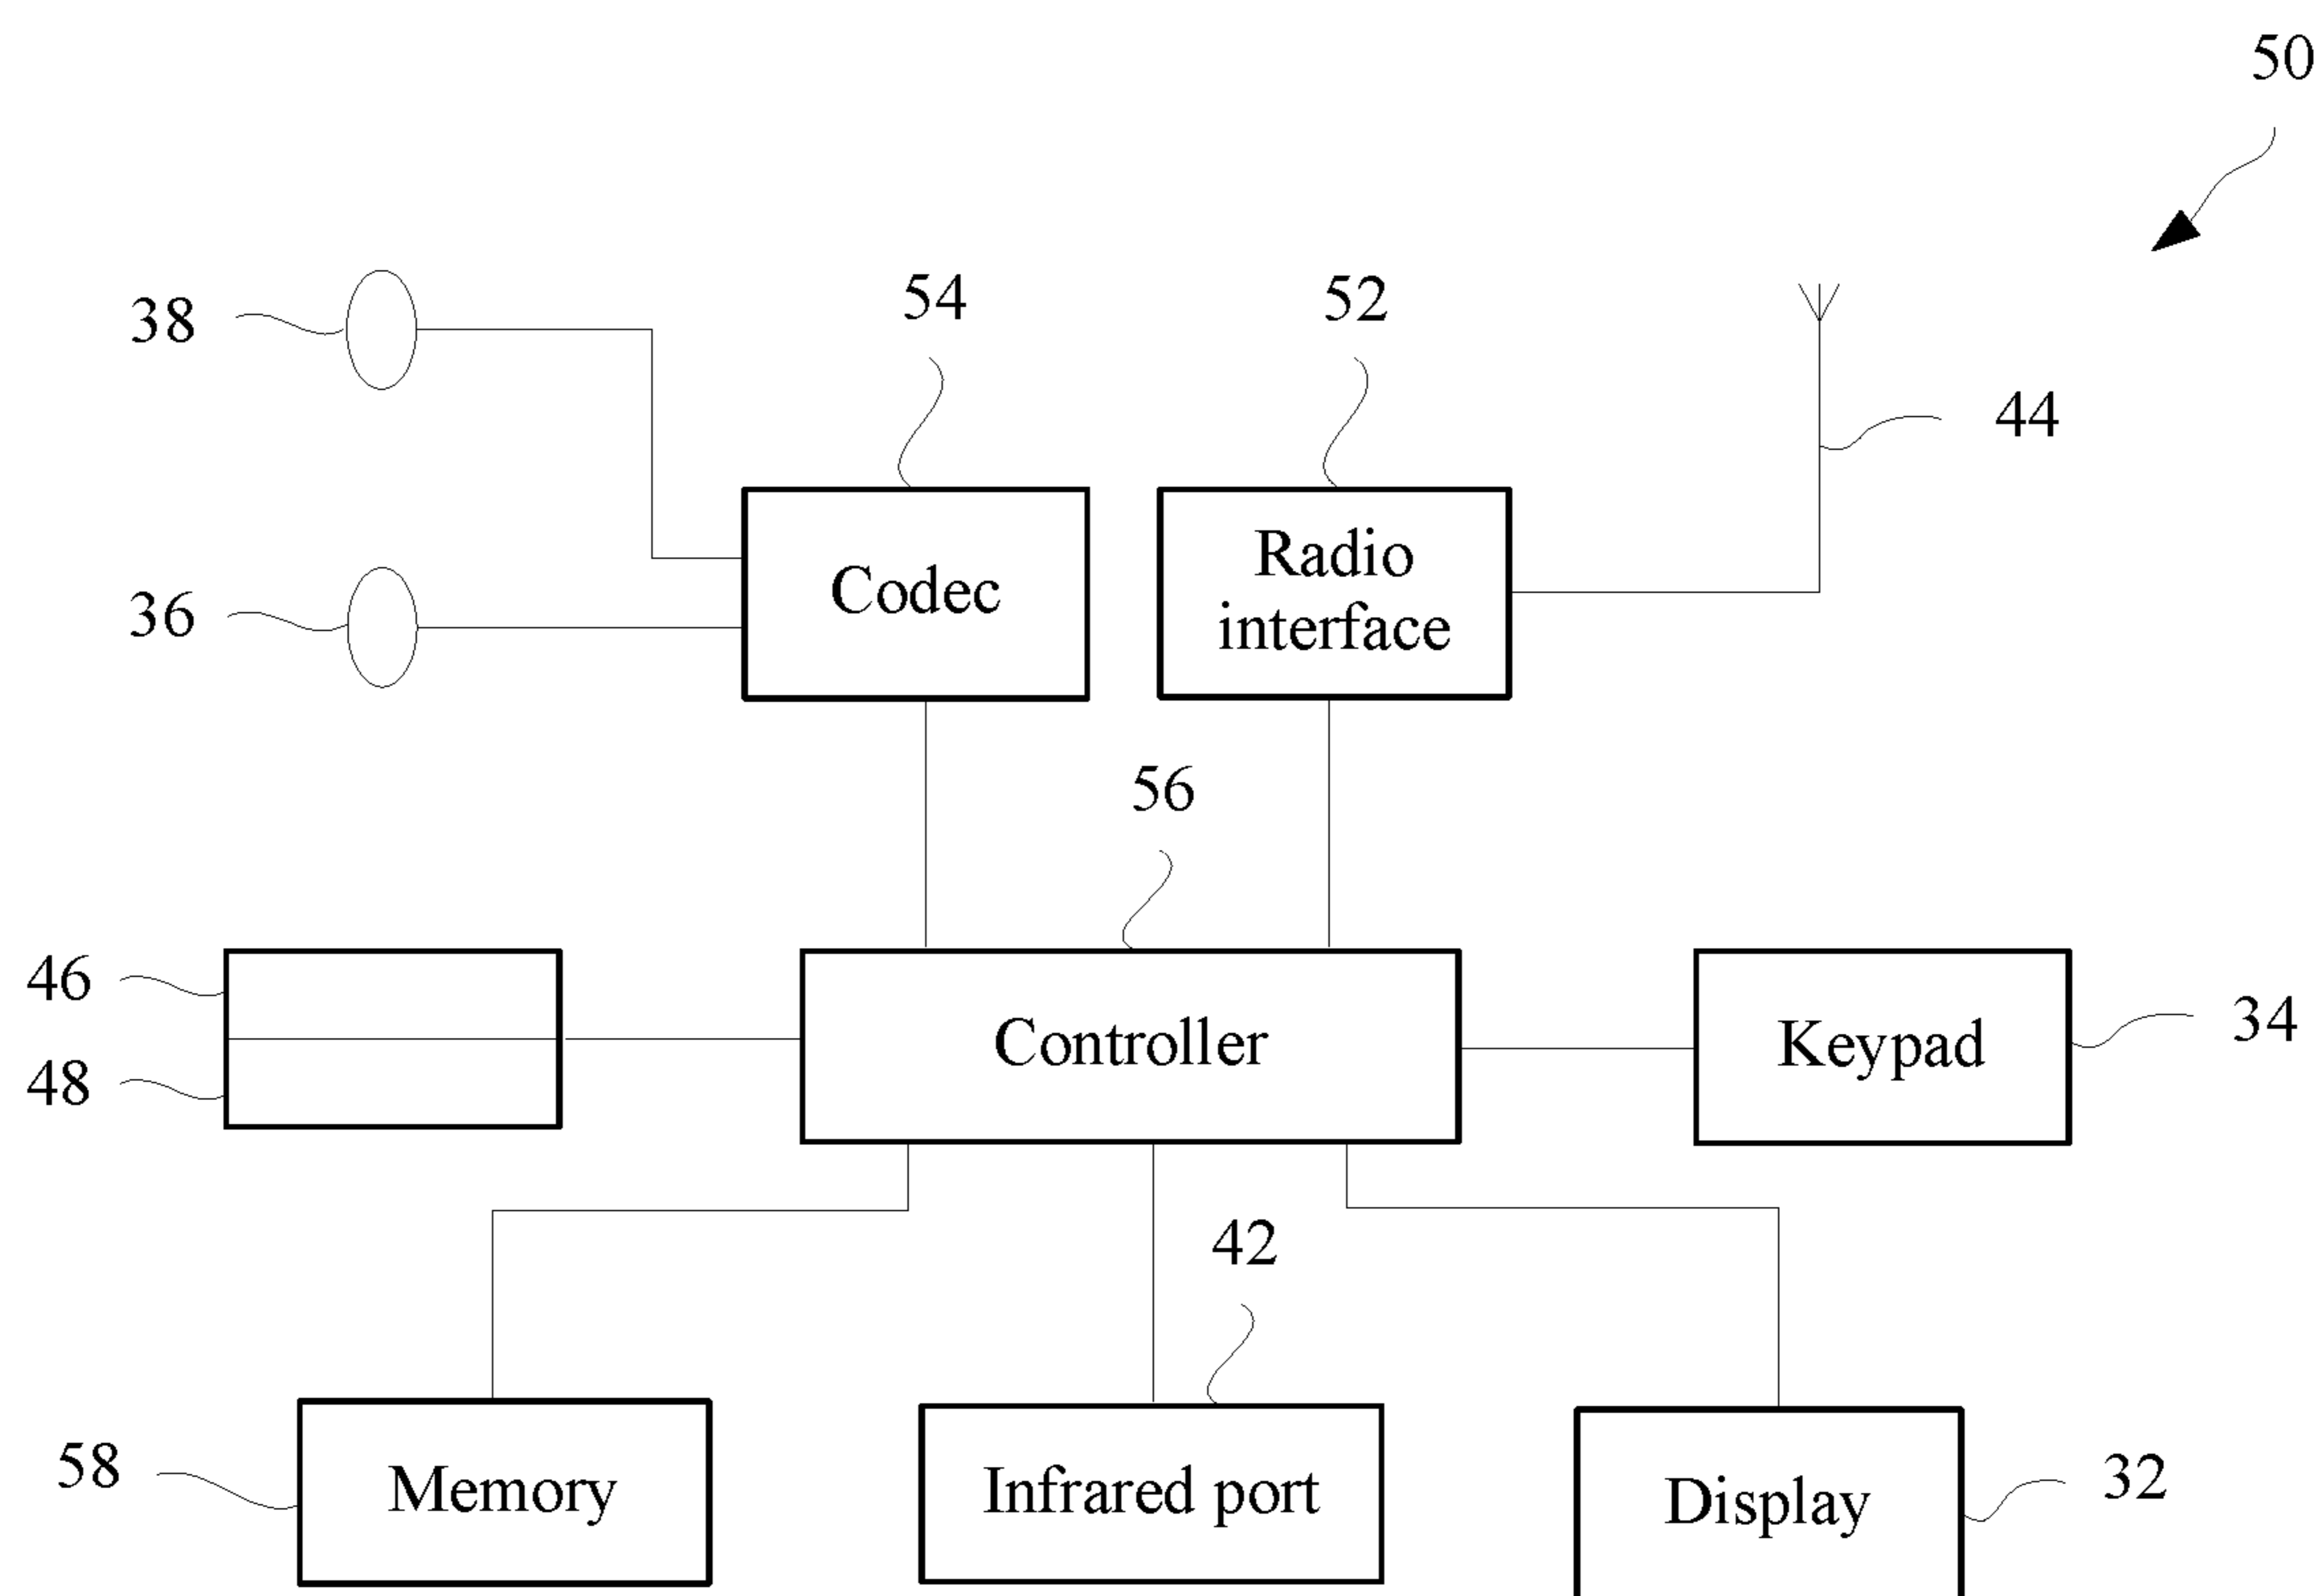 50
38
54
52
44
36
Codec
Radio
interface
56
46
48
Controller
Keypad
34
42
58
Memory
Infrared port
Display
32